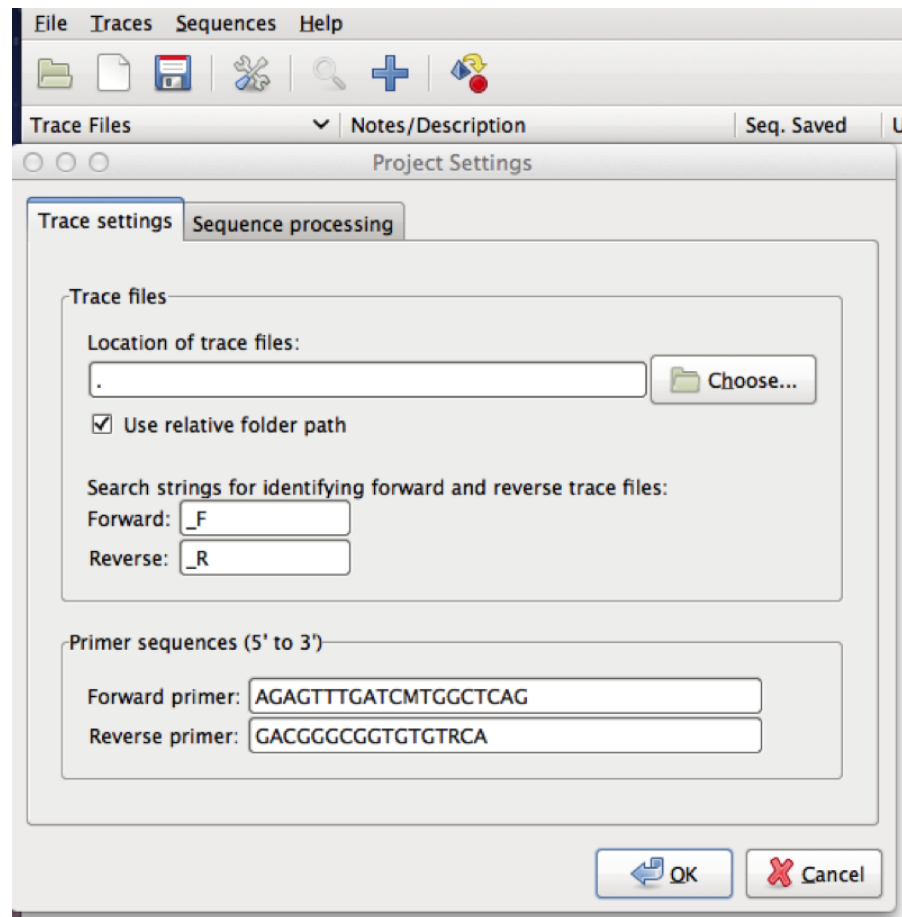 File Traces Sequences Help
Trace Files Notes/Description Seq. Saved U
Project Settings
Trace settings Sequence processing
Trace files
Location of trace files:
. Choose...
Use relative folder path
Search strings for identifying forward and reverse trace files:
Forward: _F
Reverse: _R
Primer sequences (5' to 3')
Forward primer: AGAGTTTGATCMTGGCTCAG
Reverse primer: GACGGGCGGTGTGTRCA
OK Cancel